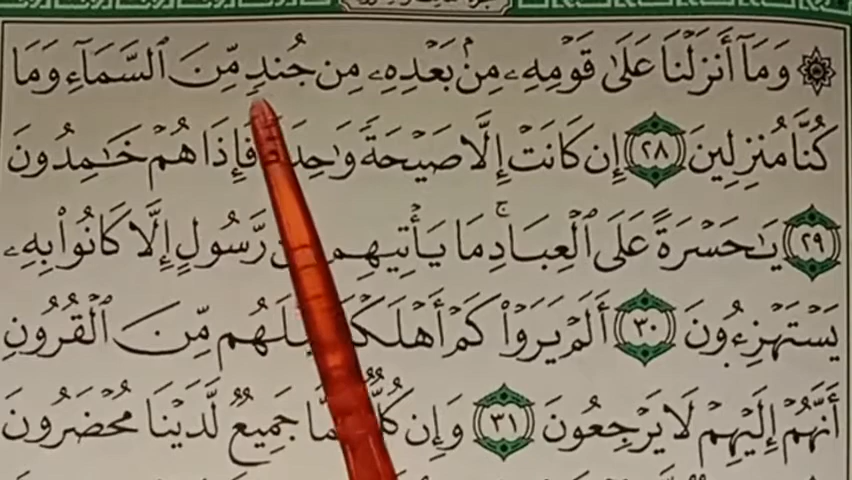 ۞ وَمَآ أَنزَلْنَا عَلَىٰ قَوْمِهِۦ مِنۢ بَعْدِهِۦ مِن جُندٍ مِّنَ ٱلسَّمَآءِ وَمَا
كُنَّا مُنزِلِينَ ٢٨ إِن كَانَتْ إِلَّا صَيْحَةً وَٰحِدَةً فَإِذَا هُمْ خَٰمِدُونَ
٢٩ يَٰحَسْرَةً عَلَى ٱلْعِبَادِ ۚ مَا يَأْتِيهِم رَّسُولٍ إِلَّا كَانُوا۟ بِهِۦ
يَسْتَهْزِءُونَ ٣٠ أَلَمْ يَرَوْا۟ كَمْ مِّنَ ٱلْقُرُونِ
أَنَّهُمْ إِلَيْهِمْ لَا يَرْجِعُونَ ٣١ وَإِن جَمِيعٌ لَّدَيْنَا مُحْضَرُونَ